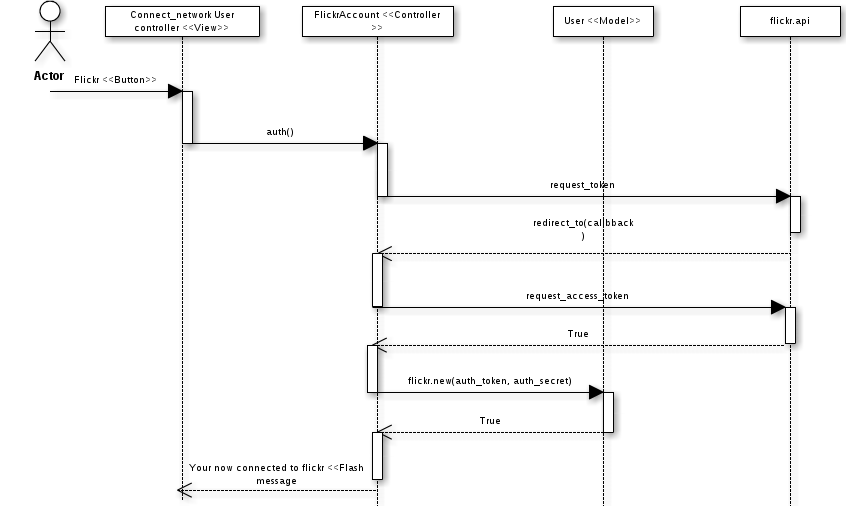 Connect_network User
controller <<View>>
FlickrAccount <<Controller
>>
User <<Model>>
flickr.api
Actor
Flickr <<Button>>
auth()
request_token
redirect_to(callbback
)
request_access_token
True
flickr.new(auth_token, auth_secret)
True
Your now connected to flickr <<Flash
message